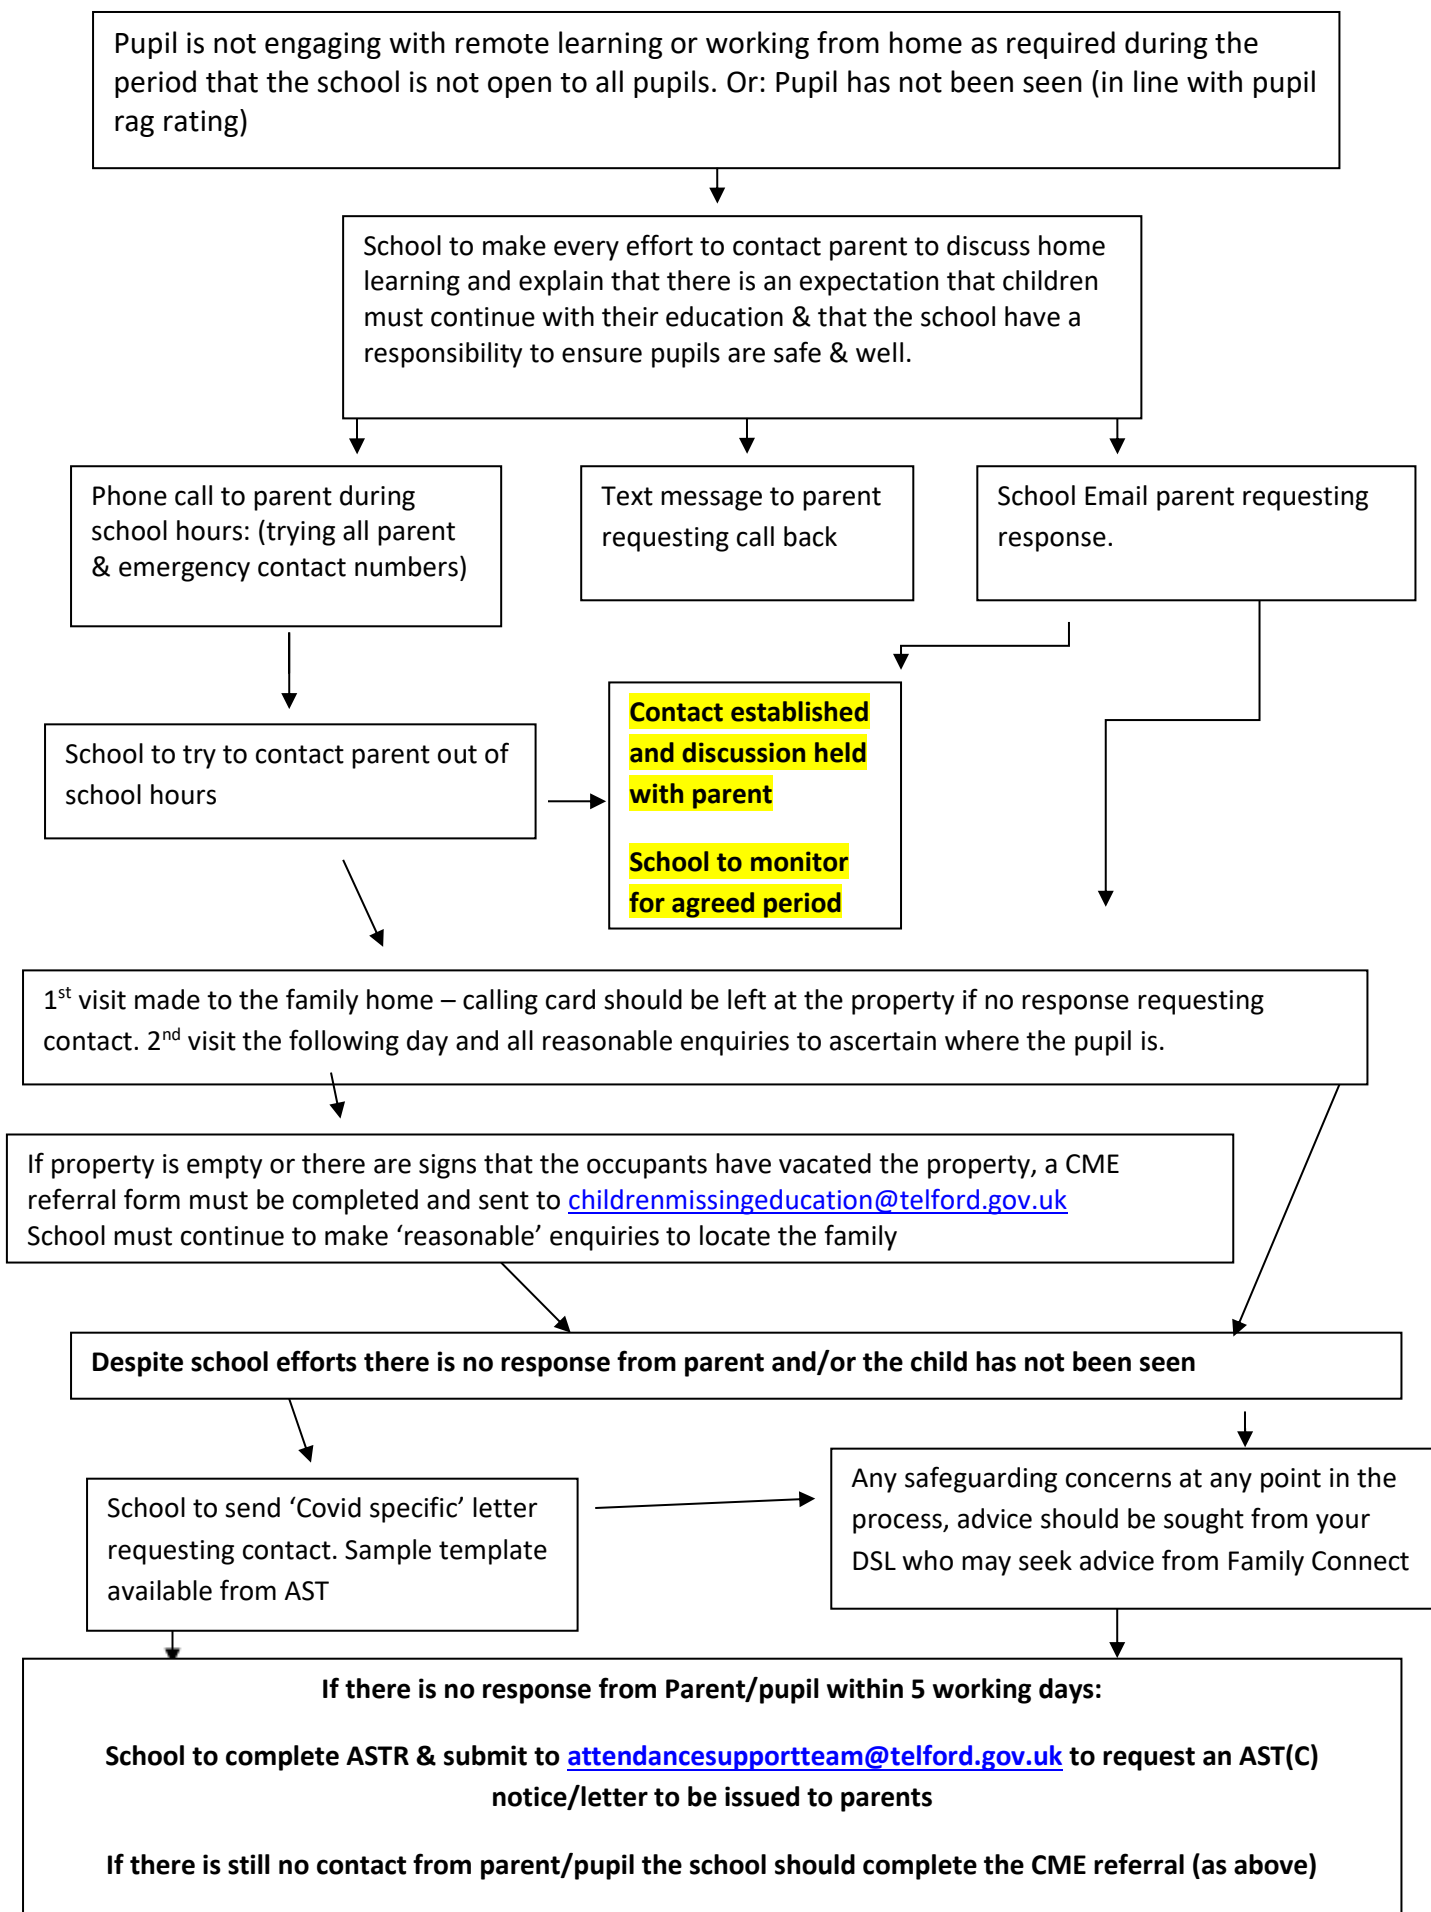 Pupil is not engaging with remote learning or working from home as required during the
period that the school is not open to all pupils. Or: Pupil has not been seen (in line with pupil
rag rating)
School to make every effort to contact parent to discuss home
learning and explain that there is an expectation that children
must continue with their education & that the school have a
responsibility to ensure pupils are safe & well.
Phone call to parent during
school hours: (trying all parent
& emergency contact numbers)
Text message to parent
requesting call back
School Email parent requesting
response.
School to try to contact parent out of
school hours
Contact established
and discussion held
with parent
School to monitor
for agreed period
1st visit made to the family home – calling card should be left at the property if no response requesting
contact. 2nd visit the following day and all reasonable enquiries to ascertain where the pupil is.
If property is empty or there are signs that the occupants have vacated the property, a CME
referral form must be completed and sent to childrenmissingeducation@telford.gov.uk
School must continue to make ‘reasonable’ enquiries to locate the family
Despite school efforts there is no response from parent and/or the child has not been seen
School to send ‘Covid specific’ letter
requesting contact. Sample template
available from AST
Any safeguarding concerns at any point in the
process, advice should be sought from your
DSL who may seek advice from Family Connect
If there is no response from Parent/pupil within 5 working days:
School to complete ASTR & submit to attendancesupportteam@telford.gov.uk to request an AST(C)
notice/letter to be issued to parents
If there is still no contact from parent/pupil the school should complete the CME referral (as above)